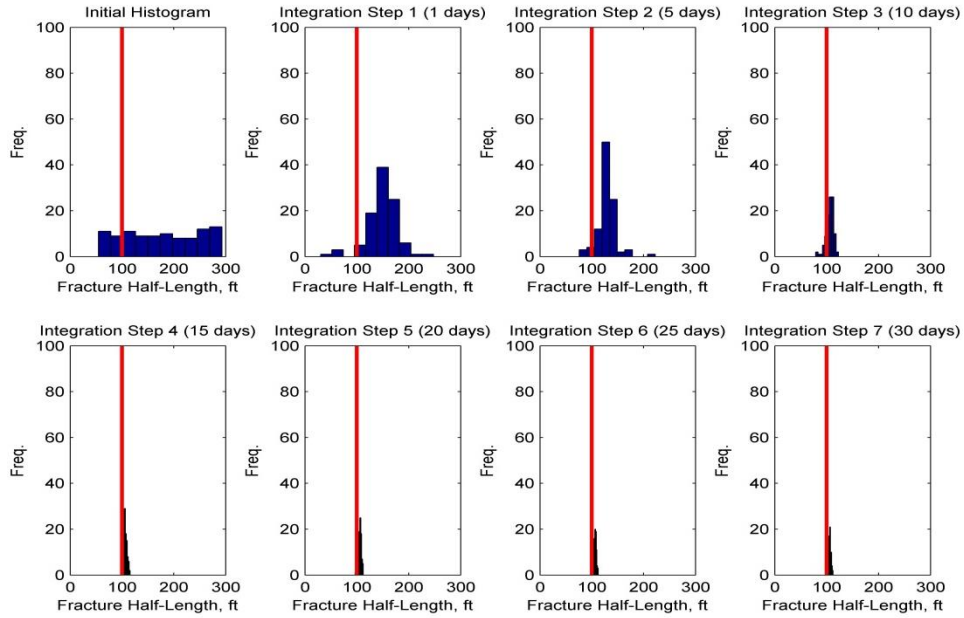 Initial Histogram
100
80
60
40
20
0
Freq.
0 100 200 300
Fracture Half-Length, ft
Integration Step 1 (1 days)
100
80
60
40
20
0
Freq.
0 100 200 300
Fracture Half-Length, ft
Integration Step 2 (5 days)
100
80
60
40
20
0
Freq.
0 100 200 300
Fracture Half-Length, ft
Integration Step 3 (10 days)
100
80
60
40
20
0
Freq.
0 100 200 300
Fracture Half-Length, ft
Integration Step 4 (15 days)
100
80
60
40
20
0
Freq.
0 100 200 300
Fracture Half-Length, ft
Integration Step 5 (20 days)
100
80
60
40
20
0
Freq.
0 100 200 300
Fracture Half-Length, ft
Integration Step 6 (25 days)
100
80
60
40
20
0
Freq.
0 100 200 300
Fracture Half-Length, ft
Integration Step 7 (30 days)
100
80
60
40
20
0
Freq.
0 100 200 300
Fracture Half-Length, ft